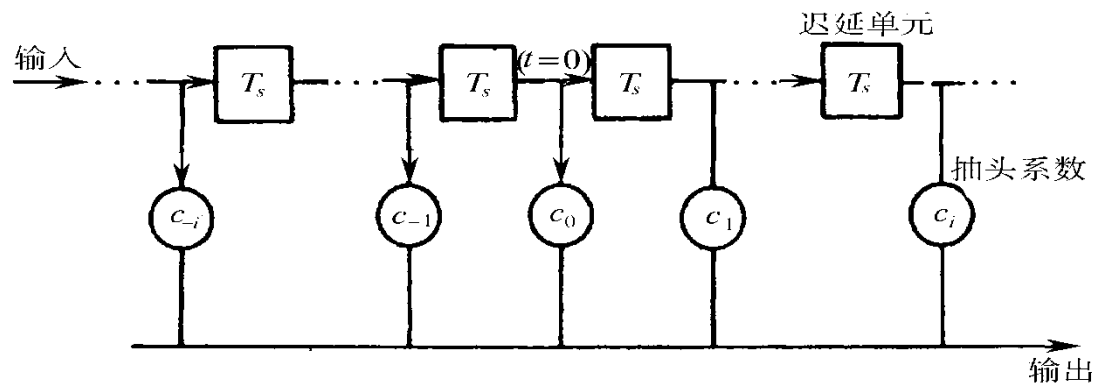 迟延单元
输入 ··· T_s ··· T_s (t=0) T_s ··· T_s ···
抽头系数
c_{-i} c_{-1} c_0 c_1 c_i
输出